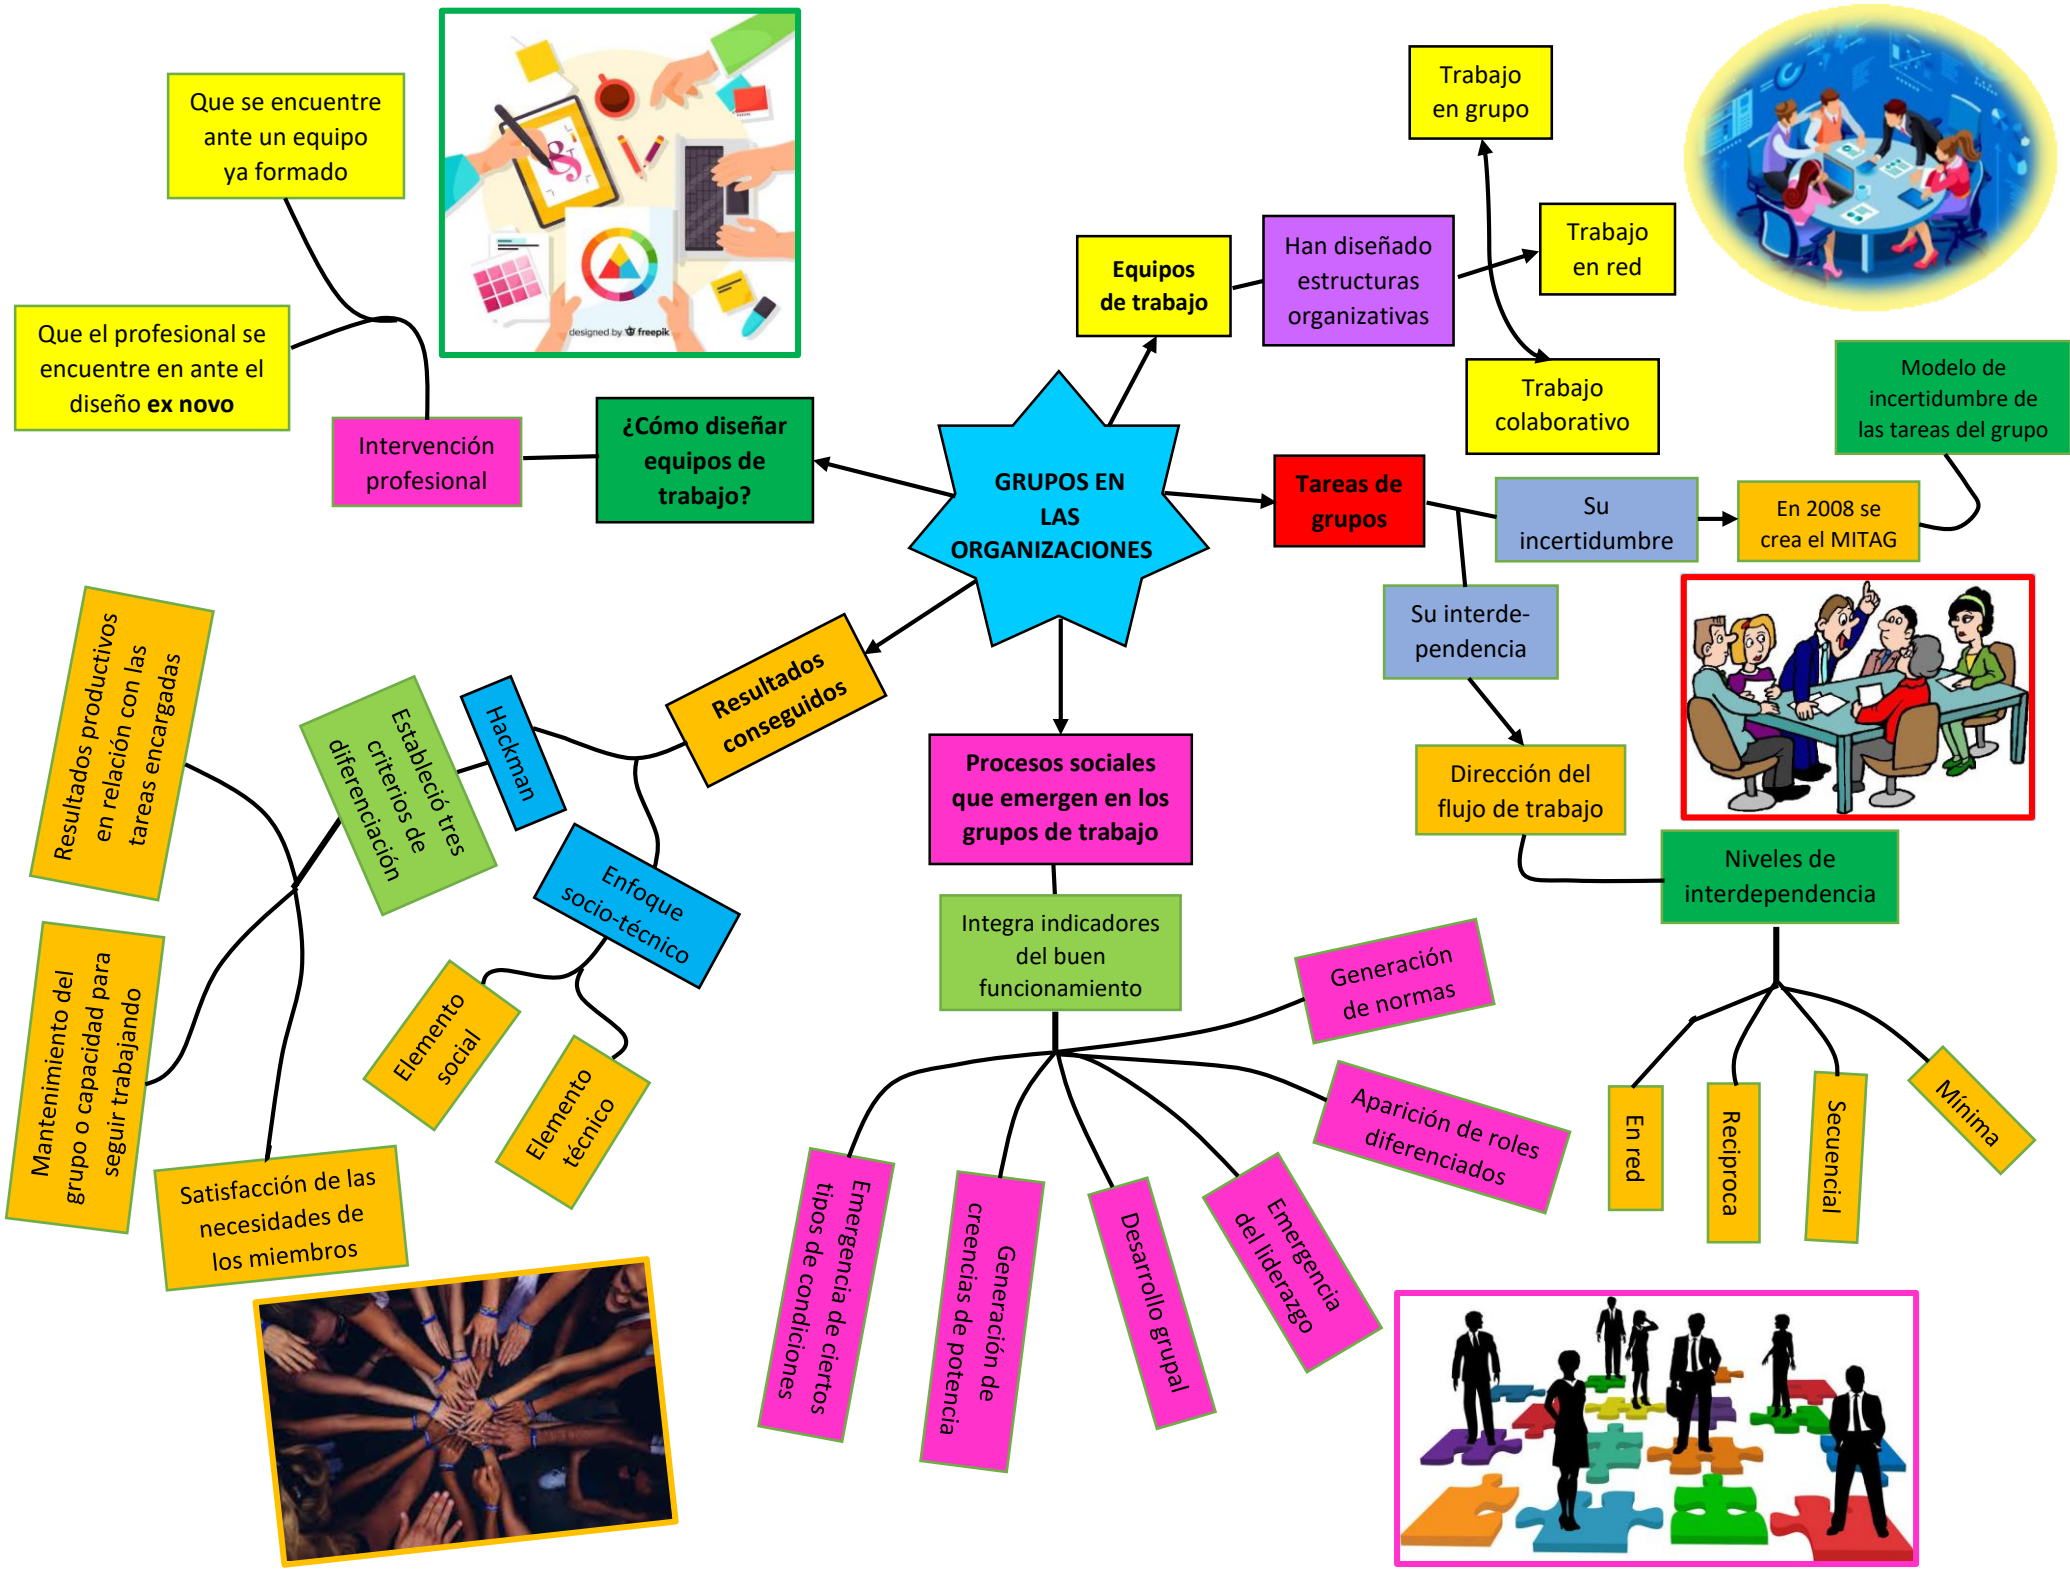 Que se encuentre
ante un equipo
ya formado
Que el profesional se
encuentre en ante el
diseño ex novo
Intervención
profesional
¿Cómo diseñar
equipos de
trabajo?
designed by freepik
Equipos
de trabajo
Han diseñado
estructuras
organizativas
Trabajo
en grupo
Trabajo
en red
Trabajo
colaborativo
GRUPOS EN
LAS
ORGANIZACIONES
Tareas de
grupos
Su
incertidumbre
En 2008 se
crea el MITAG
Modelo de
incertidumbre de
las tareas del grupo
Su interde-
pendencia
Dirección del
flujo de trabajo
Niveles de
interdependencia
En red
Reciproca
Secuencial
Mínima
Resultados
conseguidos
Hackman
Estableció tres
criterios de
diferenciación
Resultados productivos
en relación con las
tareas encargadas
Mantenimiento del
grupo o capacidad para
seguir trabajando
Satisfacción de las
necesidades de
los miembros
Enfoque
socio-técnico
Elemento
social
Elemento
técnico
Procesos sociales
que emergen en los
grupos de trabajo
Integra indicadores
del buen
funcionamiento
Generación
de normas
Aparición de roles
diferenciados
Emergencia
del liderazgo
Desarrollo grupal
Generación de
creencias de potencia
Emergencia de ciertos
tipos de condiciones